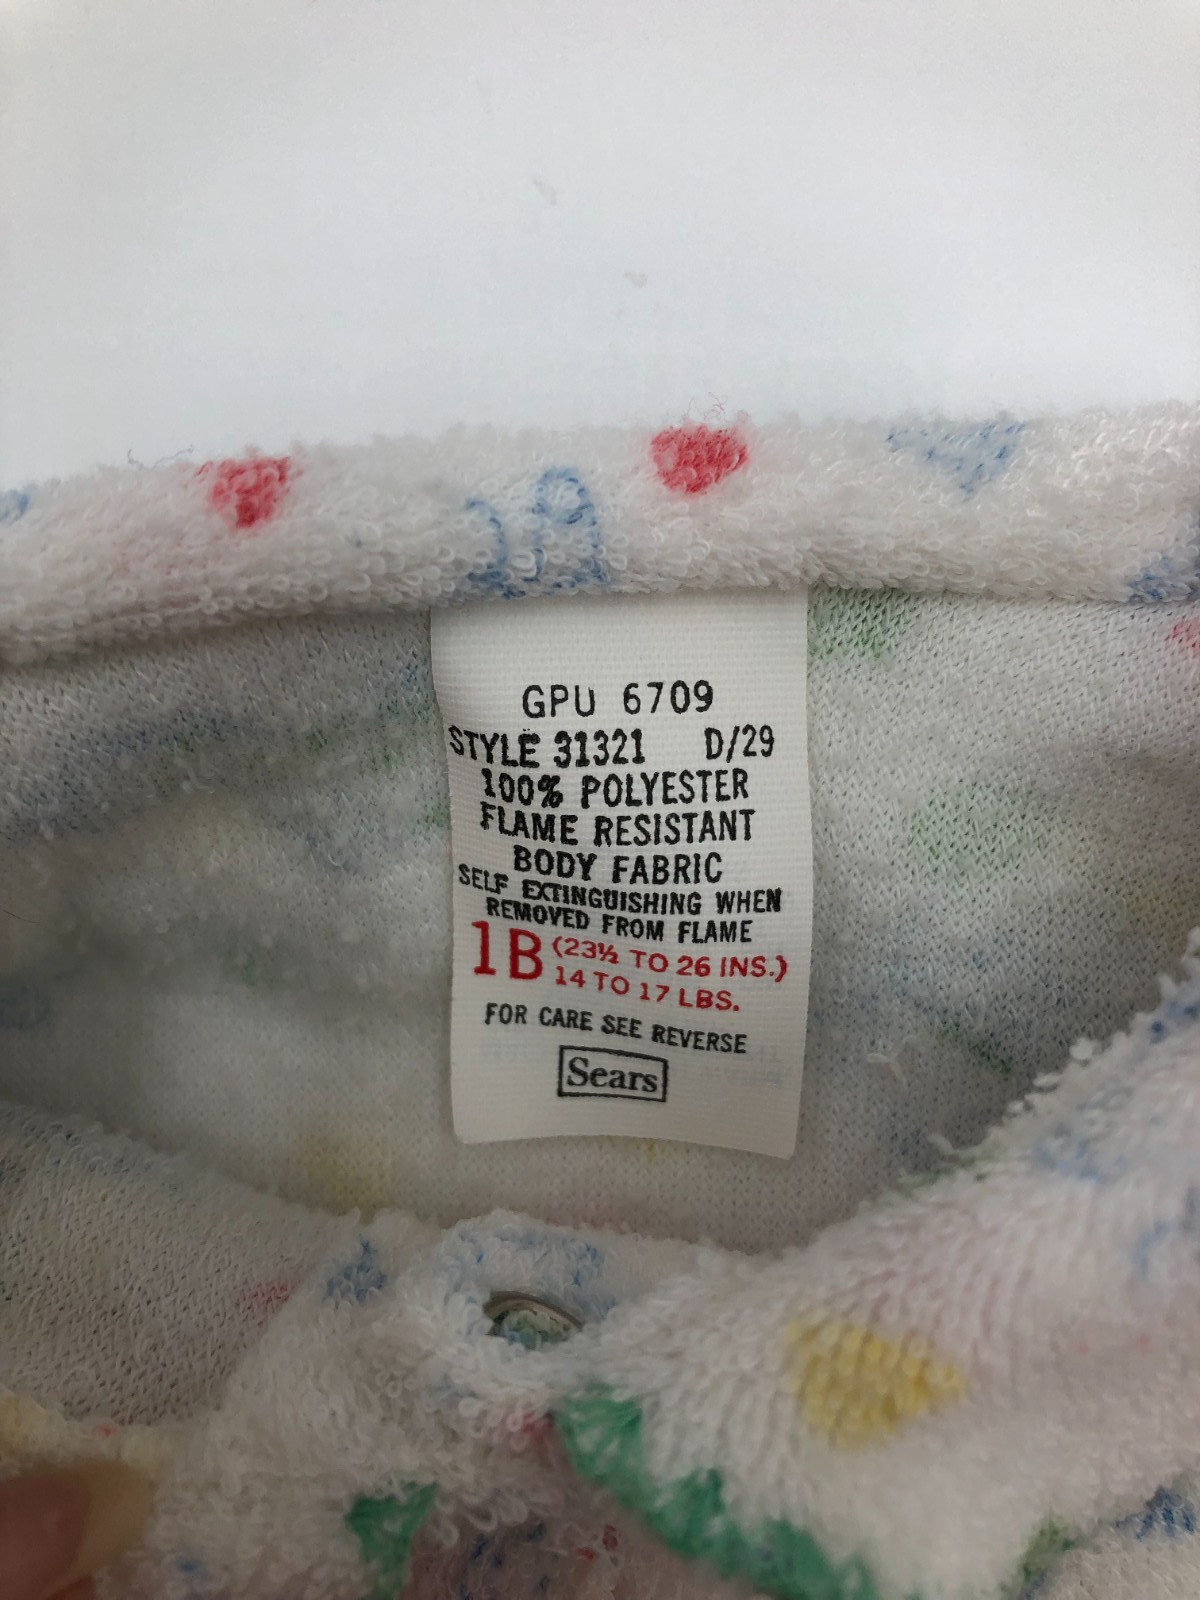 GPU 6709
STYLE 31321 D/29
100% POLYESTER
FLAME RESISTANT
BODY FABRIC
SELF EXTINGUISHING WHEN
REMOVED FROM FLAME
1B (23½ TO 26 INS.)
14 TO 17 LBS.
FOR CARE SEE REVERSE
Sears